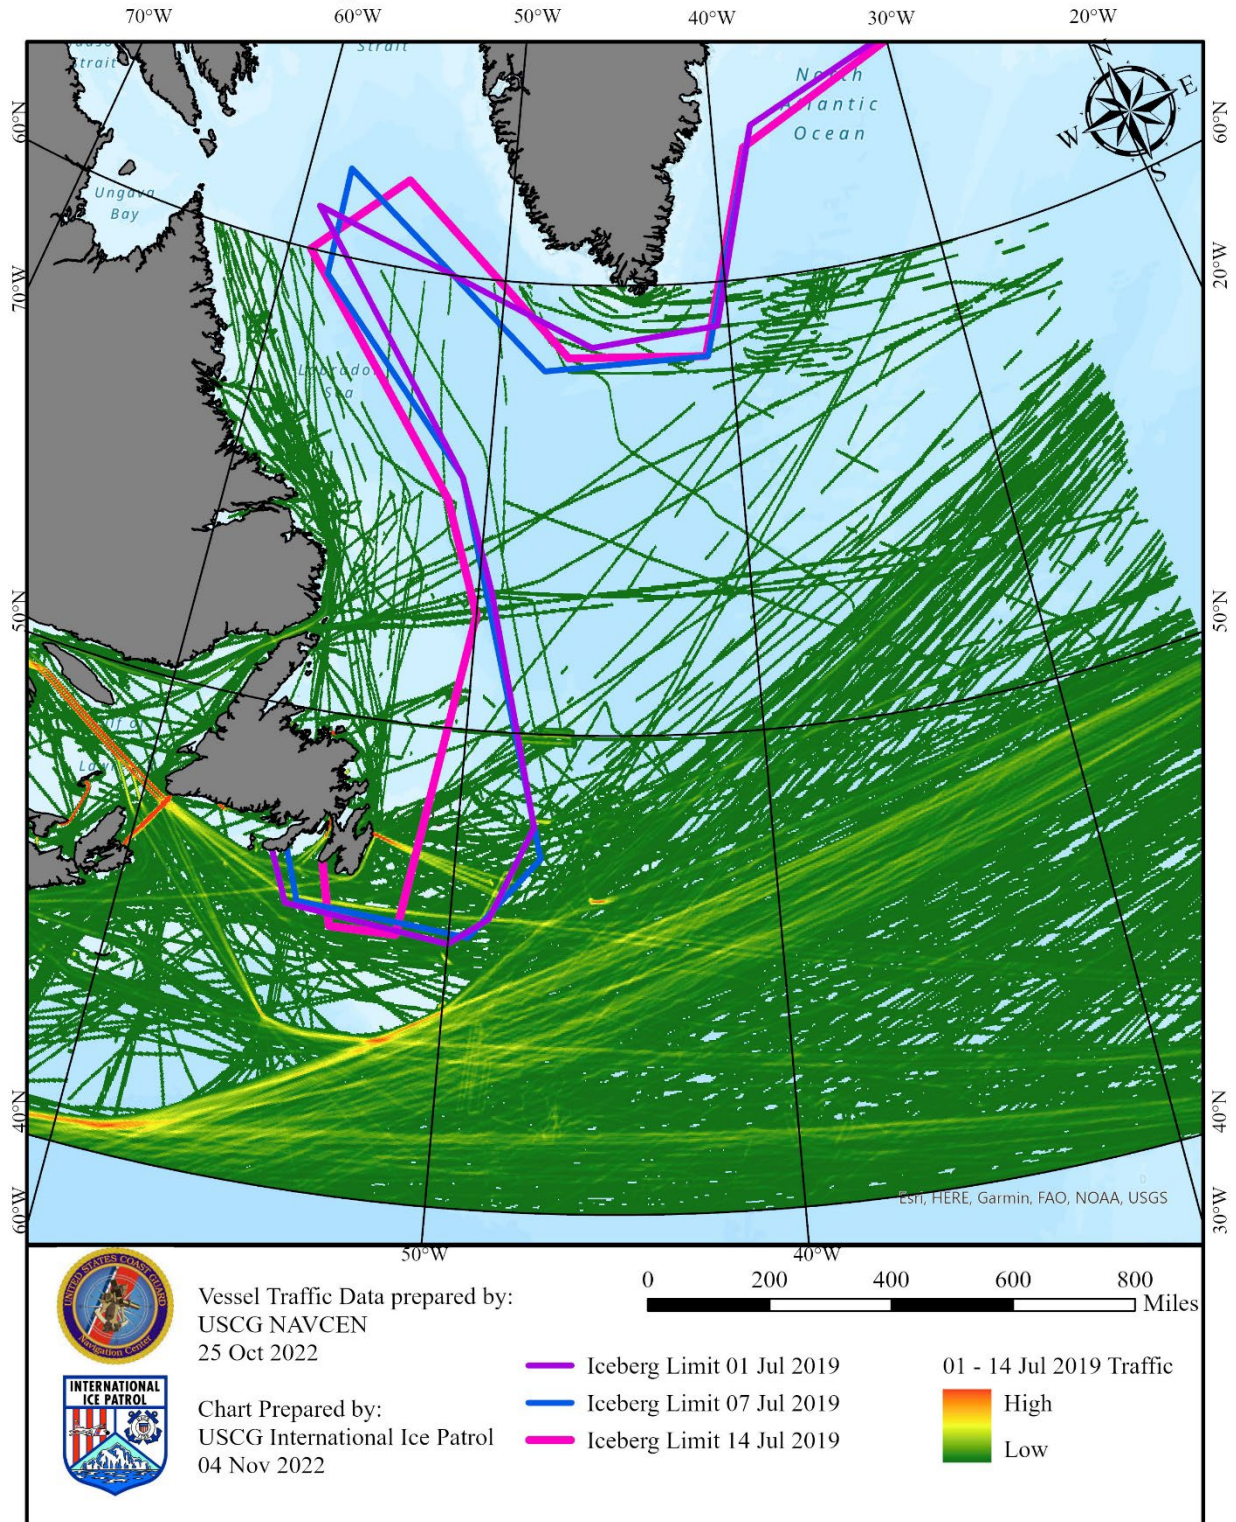 70°W 60°W 50°W 40°W 30°W 20°W
Strait
Strait
North
Atlantic
Ocean
N
E
W
S
60°N
60°N
Ungava
Bay
70°W
20°W
Labrador
Sea
50°N
50°N
Gulf of
40°N
40°N
60°W
30°W
Esri, HERE, Garmin, FAO, NOAA, USGS
50°W 40°W
UNITED STATES COAST GUARD
Navigation Center
Vessel Traffic Data prepared by:
USCG NAVCEN
25 Oct 2022
INTERNATIONAL
ICE PATROL
Chart Prepared by:
USCG International Ice Patrol
04 Nov 2022
0 200 400 600 800
Miles
Iceberg Limit 01 Jul 2019
Iceberg Limit 07 Jul 2019
Iceberg Limit 14 Jul 2019
01 - 14 Jul 2019 Traffic
High
Low